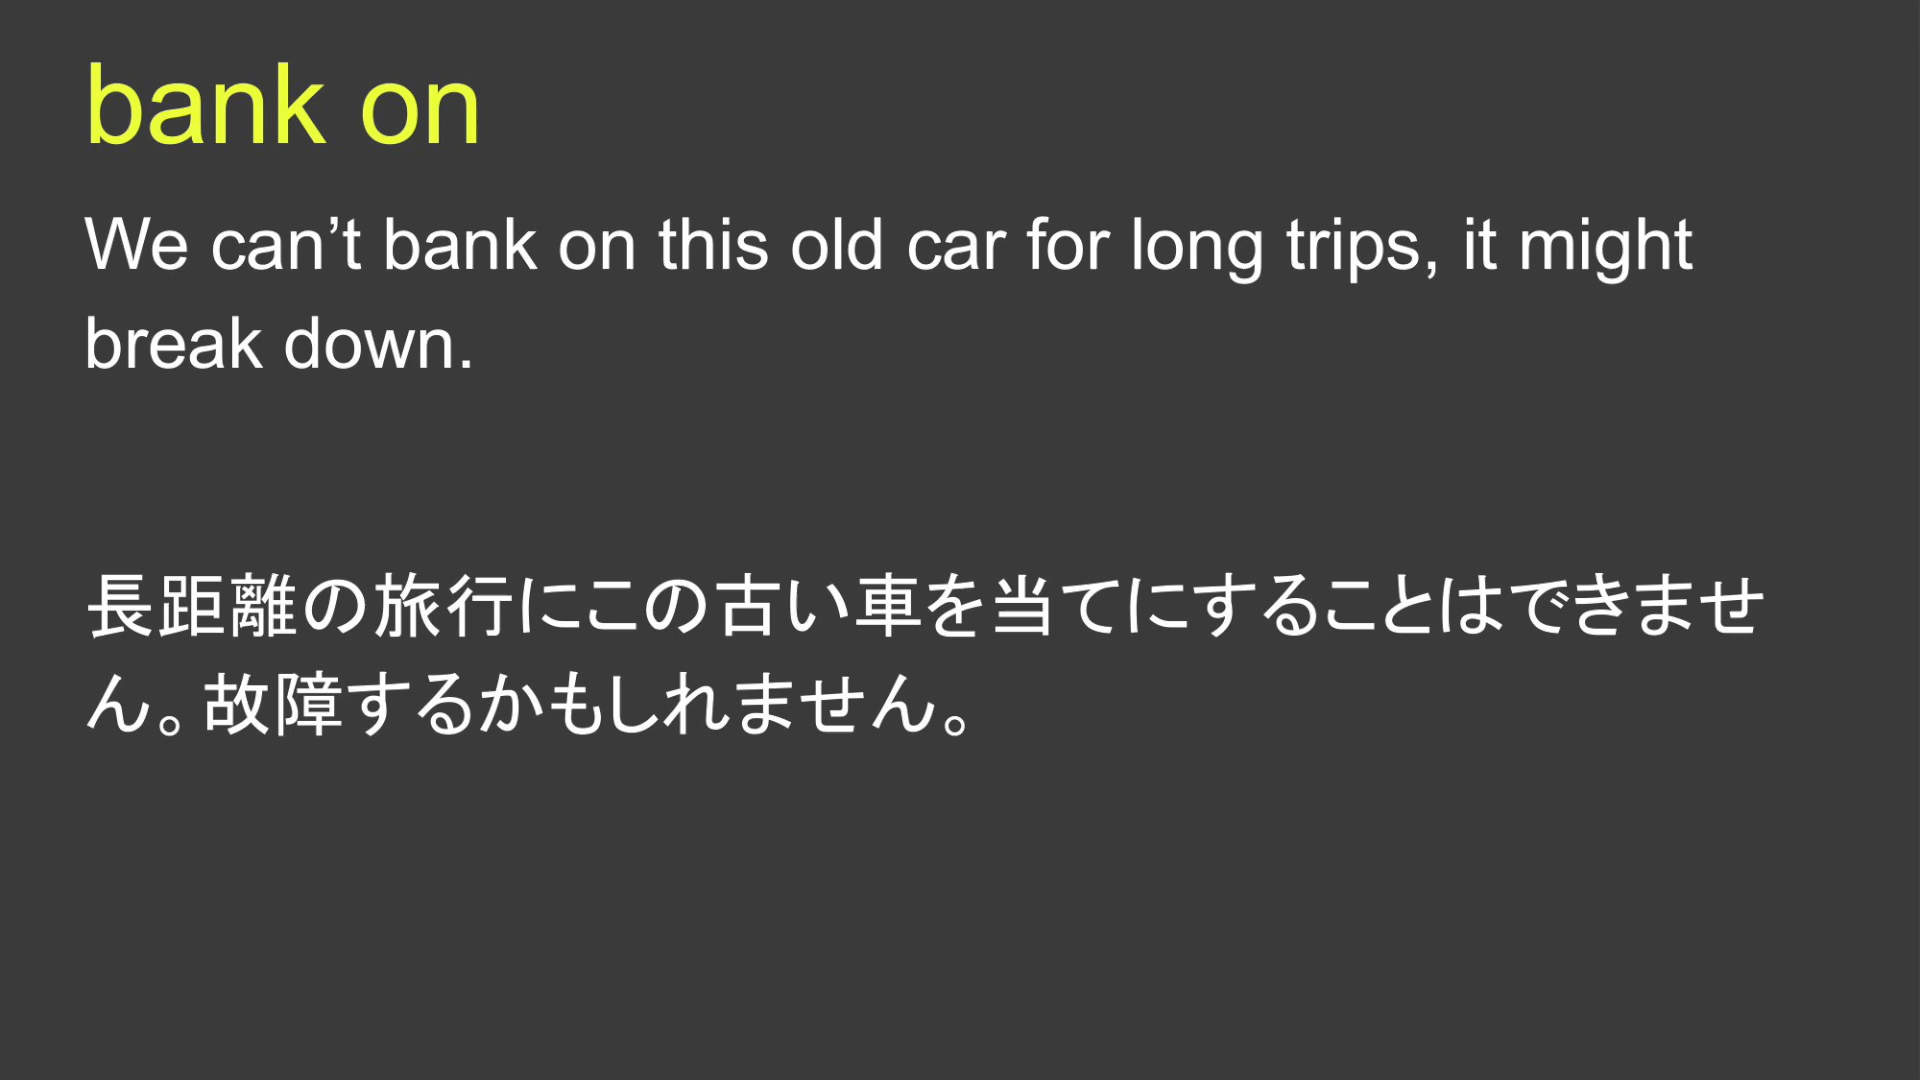 bank on
We can’t bank on this old car for long trips, it might
break down.
長距離の旅行にこの古い車を当てにすることはできませ
ん。故障するかもしれません。